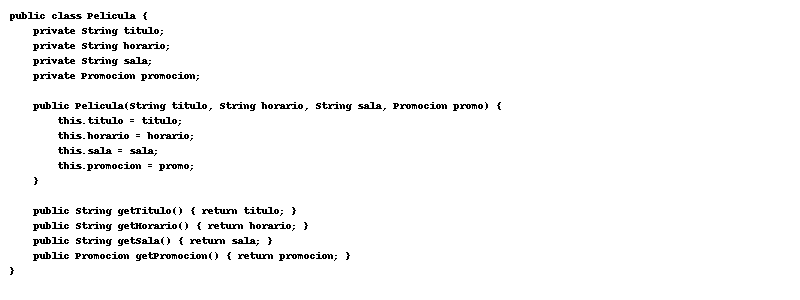 public class Pelicula {
    private String titulo;
    private String horario;
    private String sala;
    private Promocion promocion;

    public Pelicula(String titulo, String horario, String sala, Promocion promo) {
        this.titulo = titulo;
        this.horario = horario;
        this.sala = sala;
        this.promocion = promo;
    }

    public String getTitulo() { return titulo; }
    public String getHorario() { return horario; }
    public String getSala() { return sala; }
    public Promocion getPromocion() { return promocion; }
}